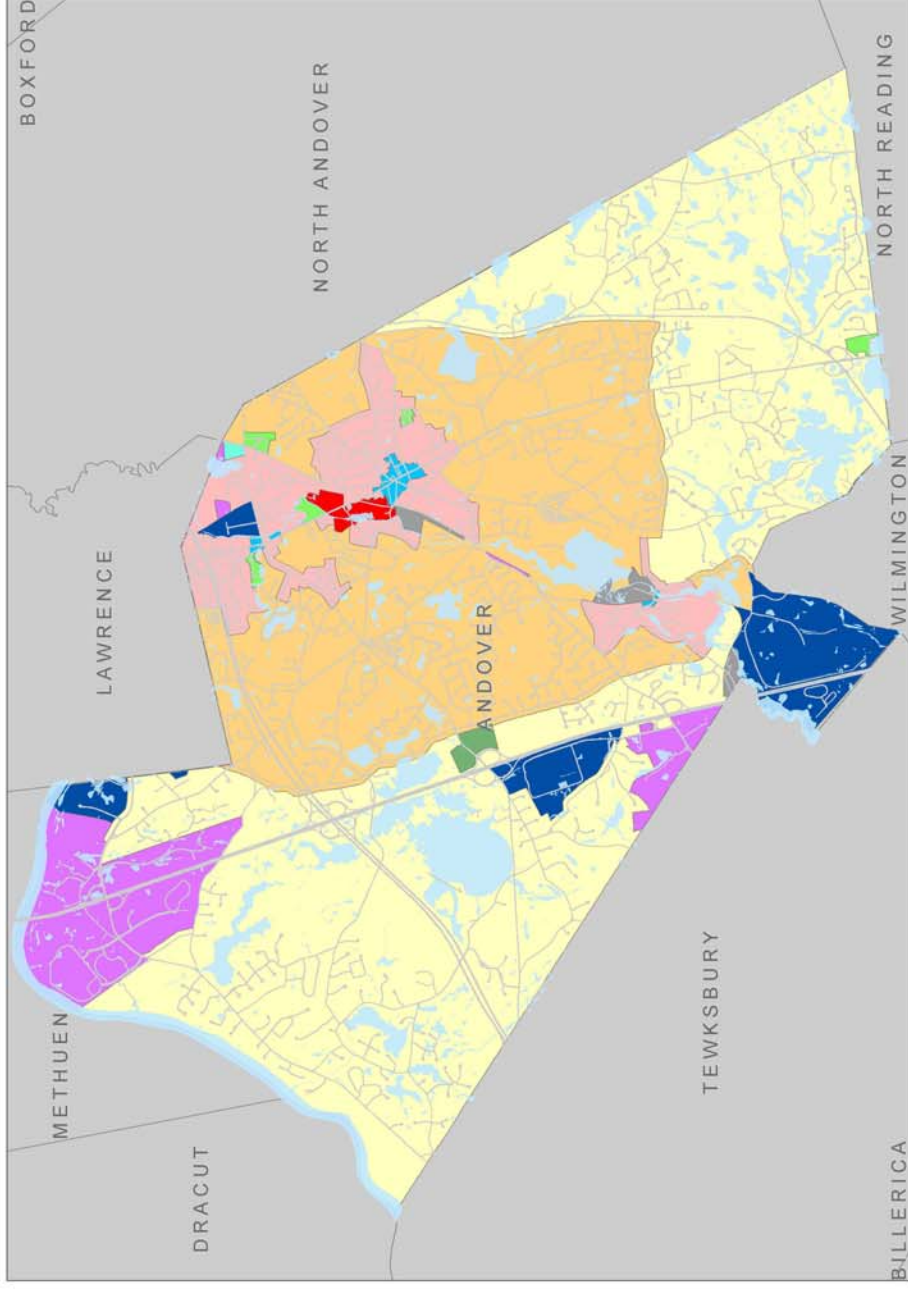 METHUEN
LAWRENCE
BOXFORD
DRACUT
NORTH ANDOVER
ANDOVER
TEWKSBURY
BILLERICA
WILMINGTON
NORTH READING